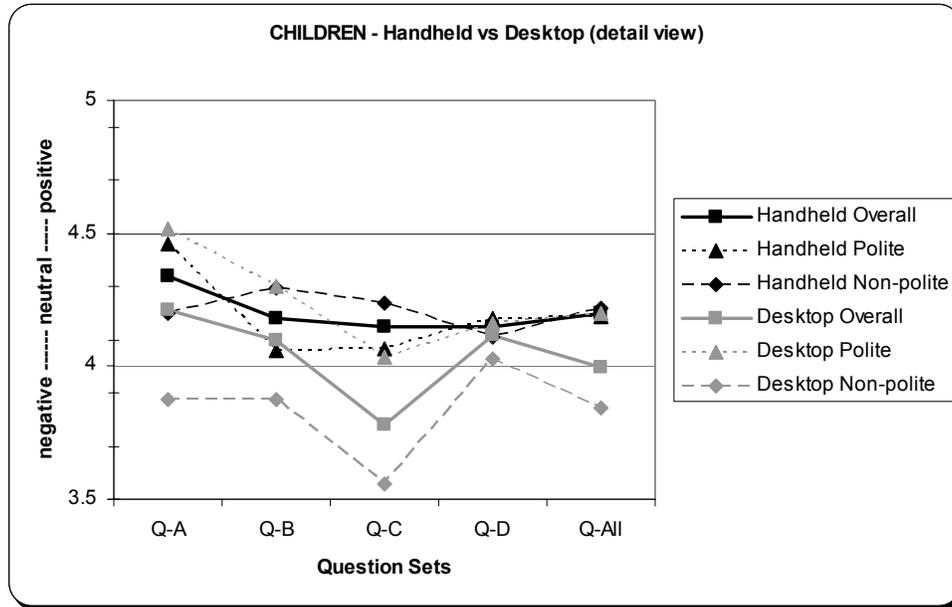 CHILDREN - Handheld vs Desktop (detail view)
5
4.5
4
3.5
negative ------ neutral ----- positive
Q-A
Q-B
Q-C
Q-D
Q-All
Question Sets
Handheld Overall
Handheld Polite
Handheld Non-polite
Desktop Overall
Desktop Polite
Desktop Non-polite